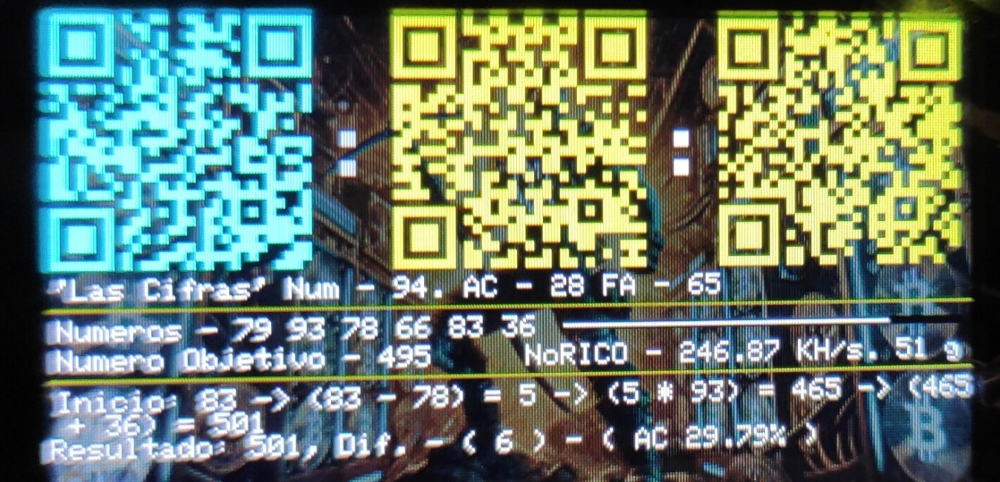 "Las Cifras" Num - 94. AC - 28 FA - 65
Numeros - 79 93 78 66 83 36
Numero Objetivo - 495 NoRICO - 246.87 KH/s. 51 g
Inicio: 83 -> (83 - 78) = 5 -> (5 * 93) = 465 -> (465
+ 36) = 501
Resultado: 501, Dif. - ( 6 ) - ( AC 29.79% )